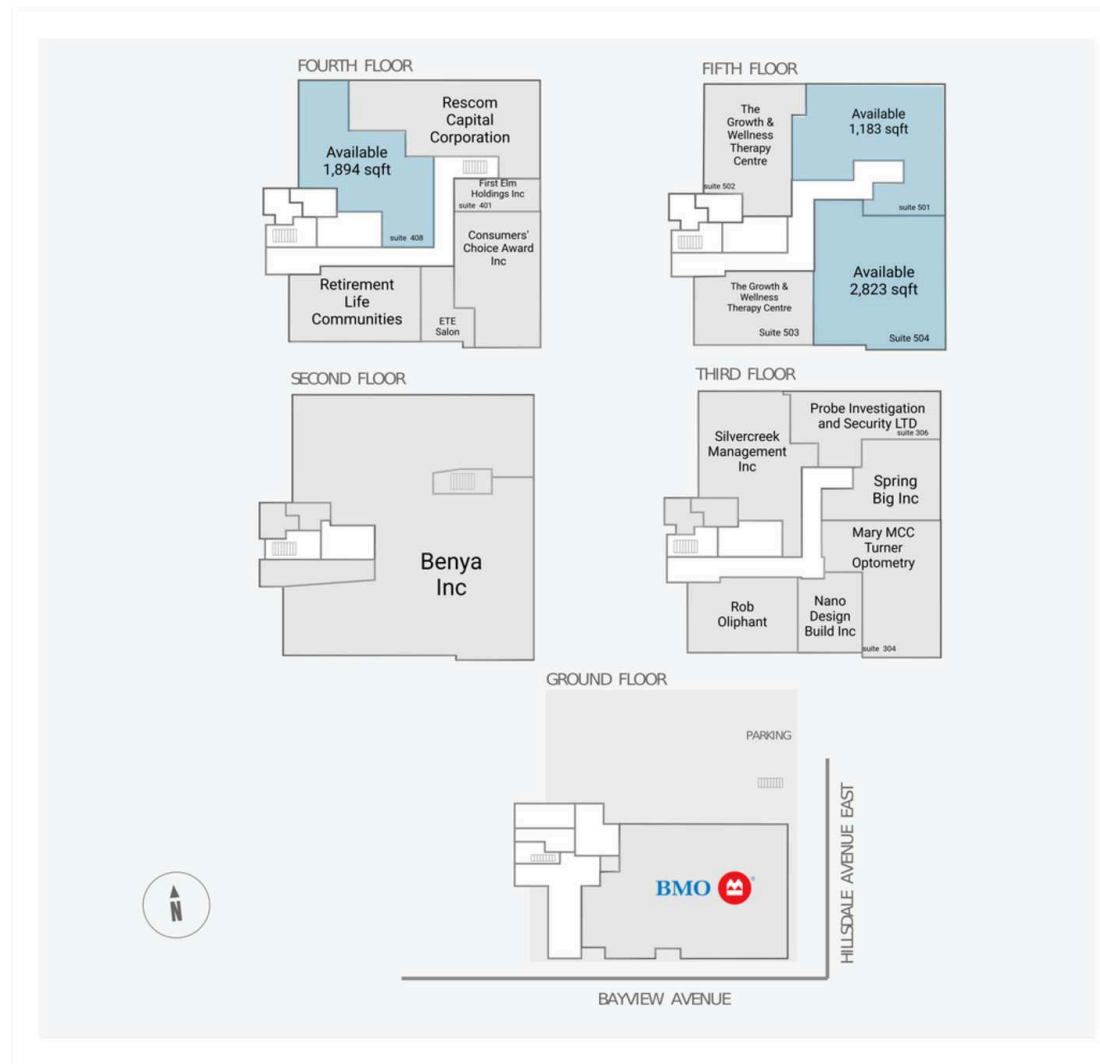 FOURTH FLOOR
Rescom
Capital
Corporation
Available
1,894 sqft
First Elm
Holdings Inc
suite 401
Consumers'
Choice Award
Inc
suite 408
Retirement
Life
Communities
ETE
Salon
FIFTH FLOOR
The
Growth &
Wellness
Therapy
Centre
suite 502
Available
1,183 sqft
suite 501
Available
2,823 sqft
Suite 504
The Growth &
Wellness
Therapy Centre
Suite 503
SECOND FLOOR
Benya
Inc
THIRD FLOOR
Silvercreek
Management
Inc
Probe Investigation
and Security LTD
suite 306
Spring
Big Inc
Mary MCC
Turner
Optometry
Rob
Oliphant
Nano
Design
Build Inc
suite 304
GROUND FLOOR
PARKING
BMO
N
HILLSDALE AVENUE EAST
BAYVIEW AVENUE